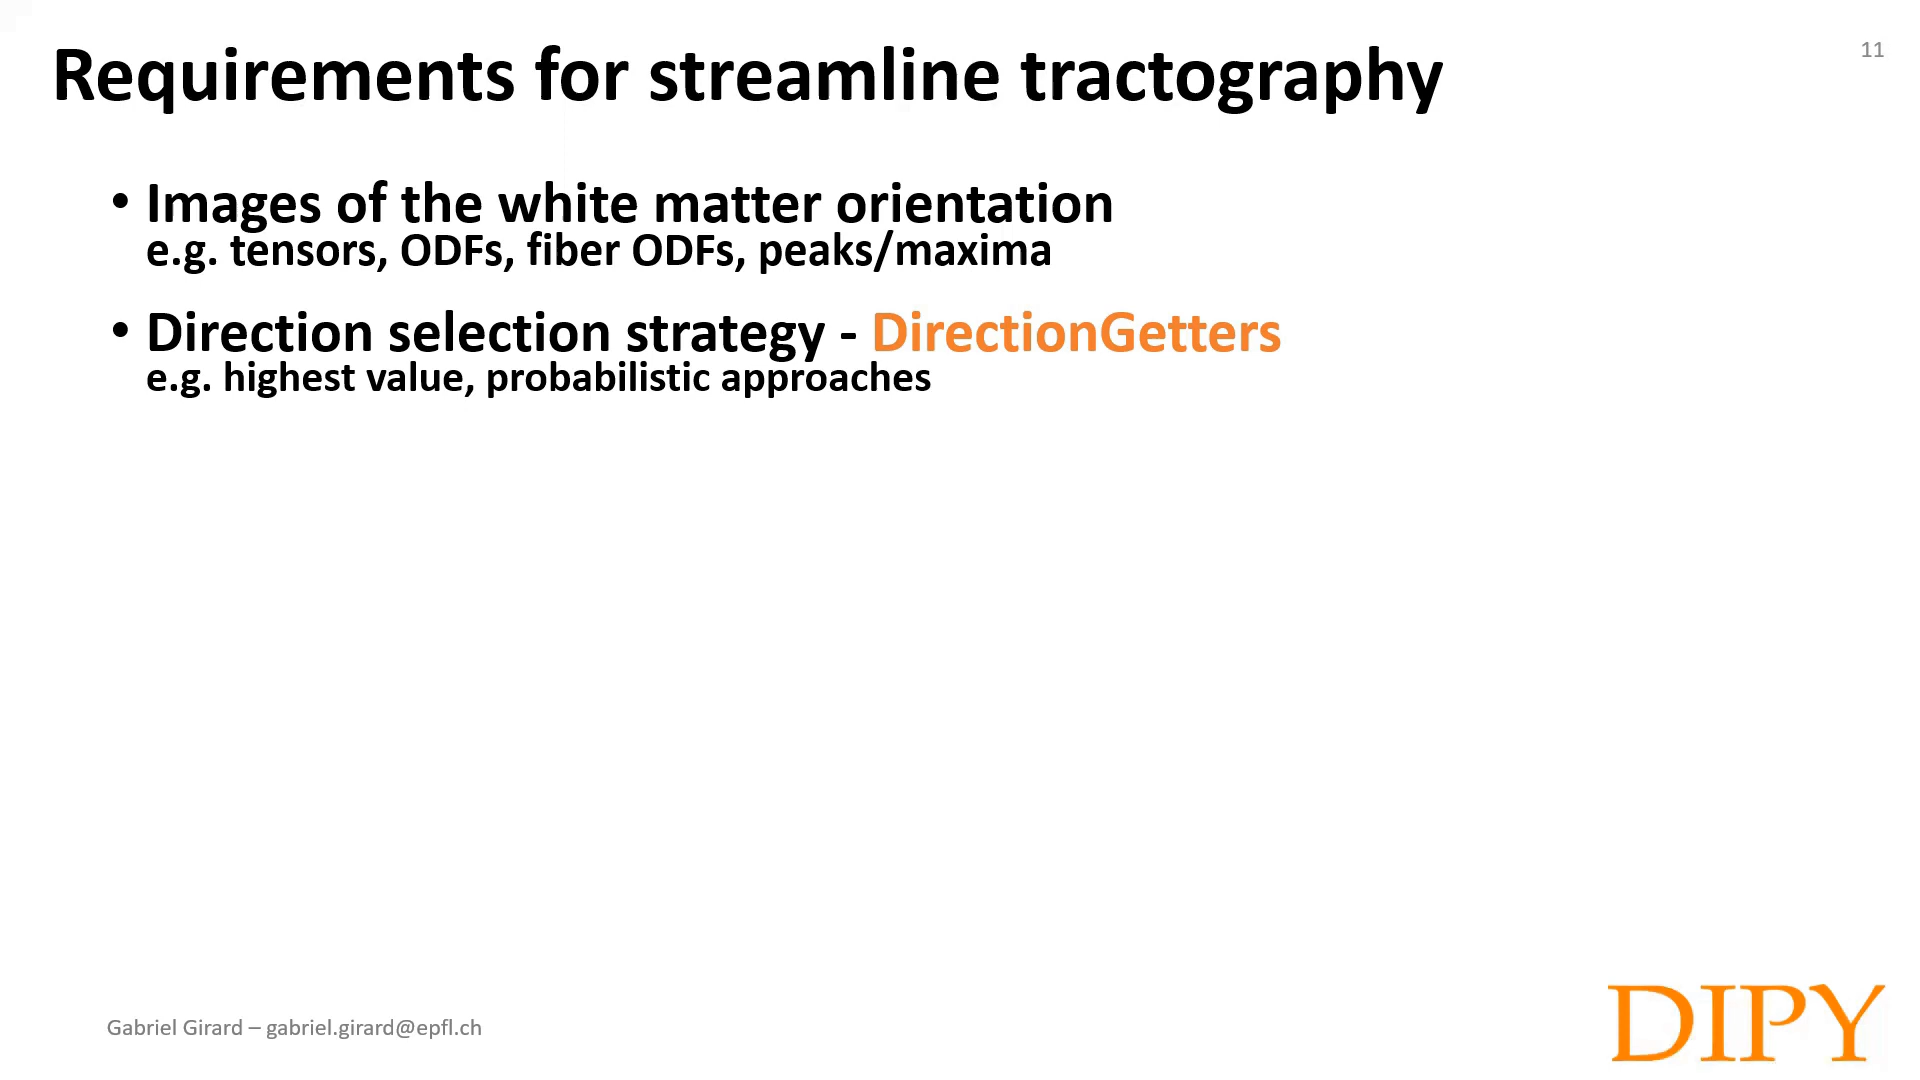 Requirements for streamline tractography
11
• Images of the white matter orientation
e.g. tensors, ODFs, fiber ODFs, peaks/maxima
• Direction selection strategy - DirectionGetters
e.g. highest value, probabilistic approaches
Gabriel Girard – gabriel.girard@epfl.ch
DIPY